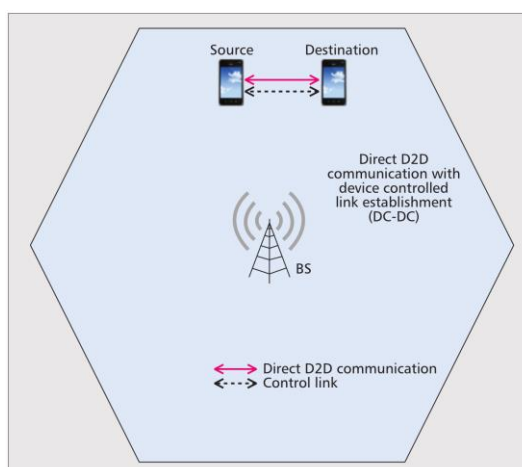 Source
Destination
Direct D2D
communication with
device controlled
link establishment
(DC-DC)
BS
Direct D2D communication
Control link